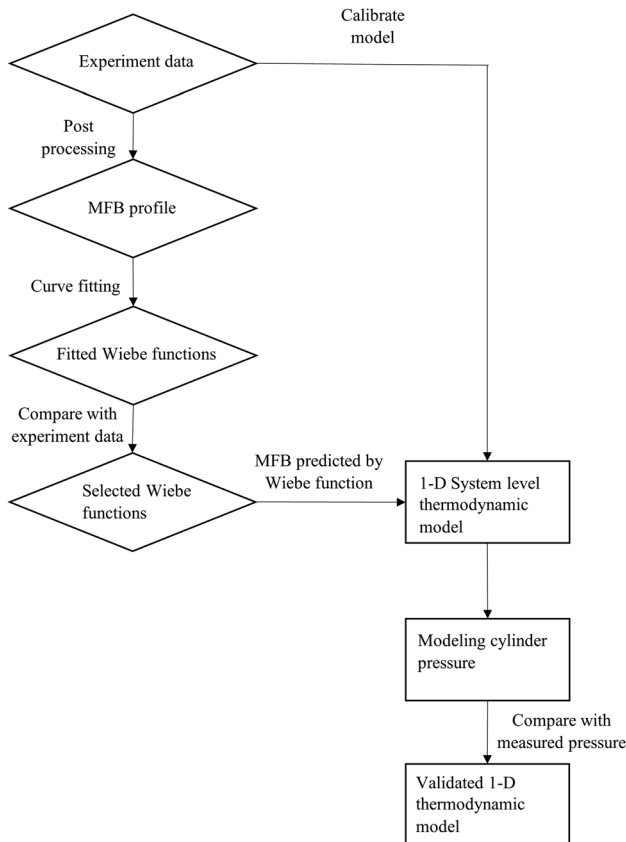 Calibrate
model
Experiment data
Post
processing
MFB profile
Curve fitting
Fitted Wiebe functions
Compare with
experiment data
MFB predicted by
Wiebe function
Selected Wiebe
functions
1-D System level
thermodynamic
model
Modeling cylinder
pressure
Compare with
measured pressure
Validated 1-D
thermodynamic
model